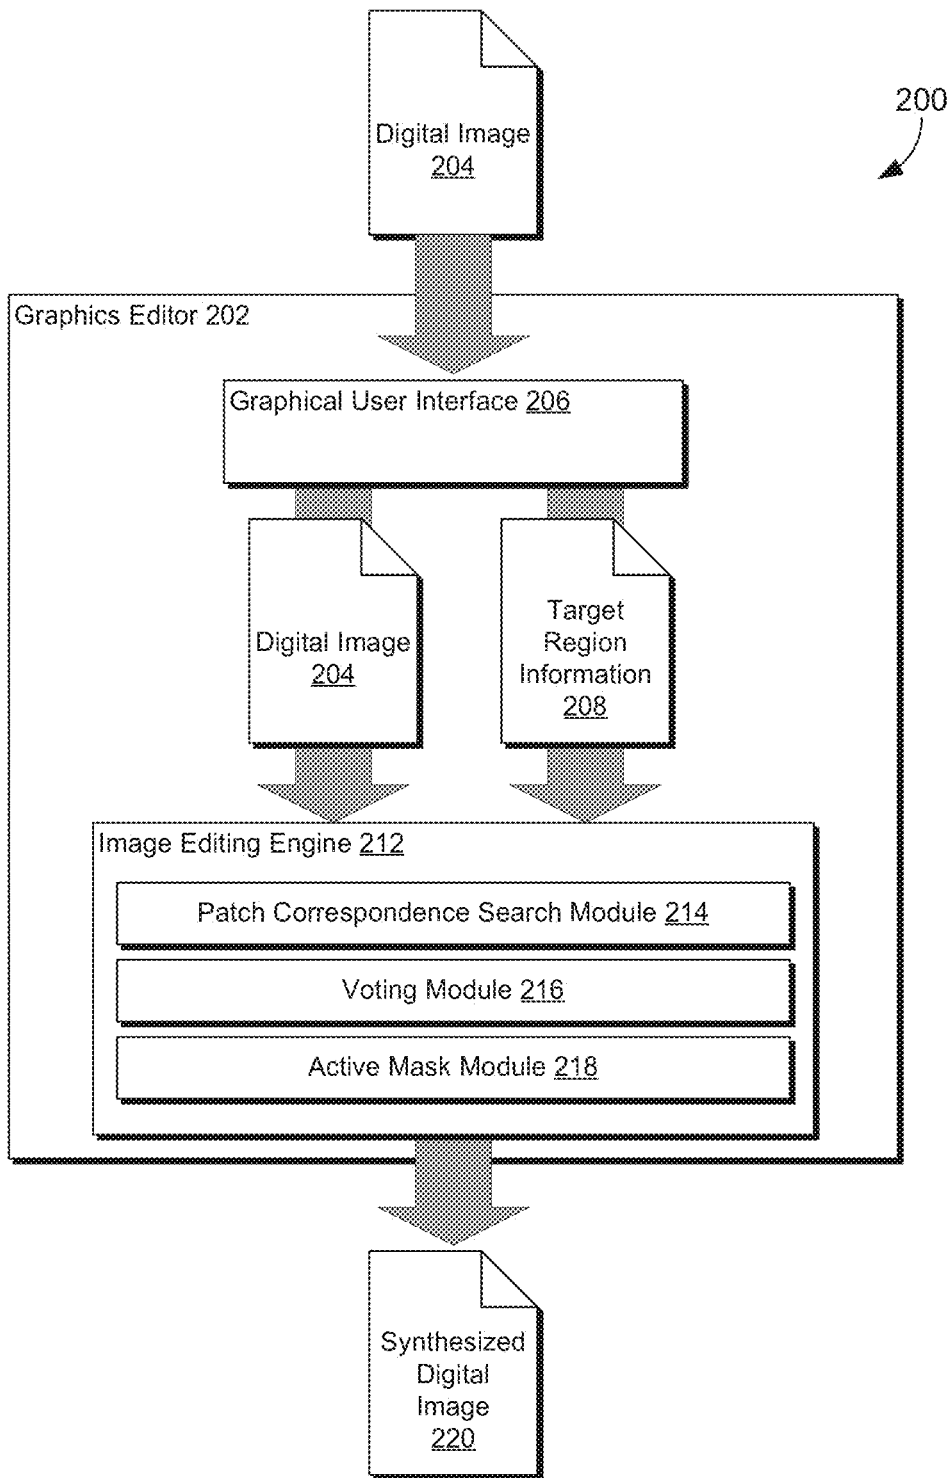 Digital Image
204
200
Graphics Editor 202
Graphical User Interface 206
Digital Image
204
Target
Region
Information
208
Image Editing Engine 212
Patch Correspondence Search Module 214
Voting Module 216
Active Mask Module 218
Synthesized
Digital
Image
220